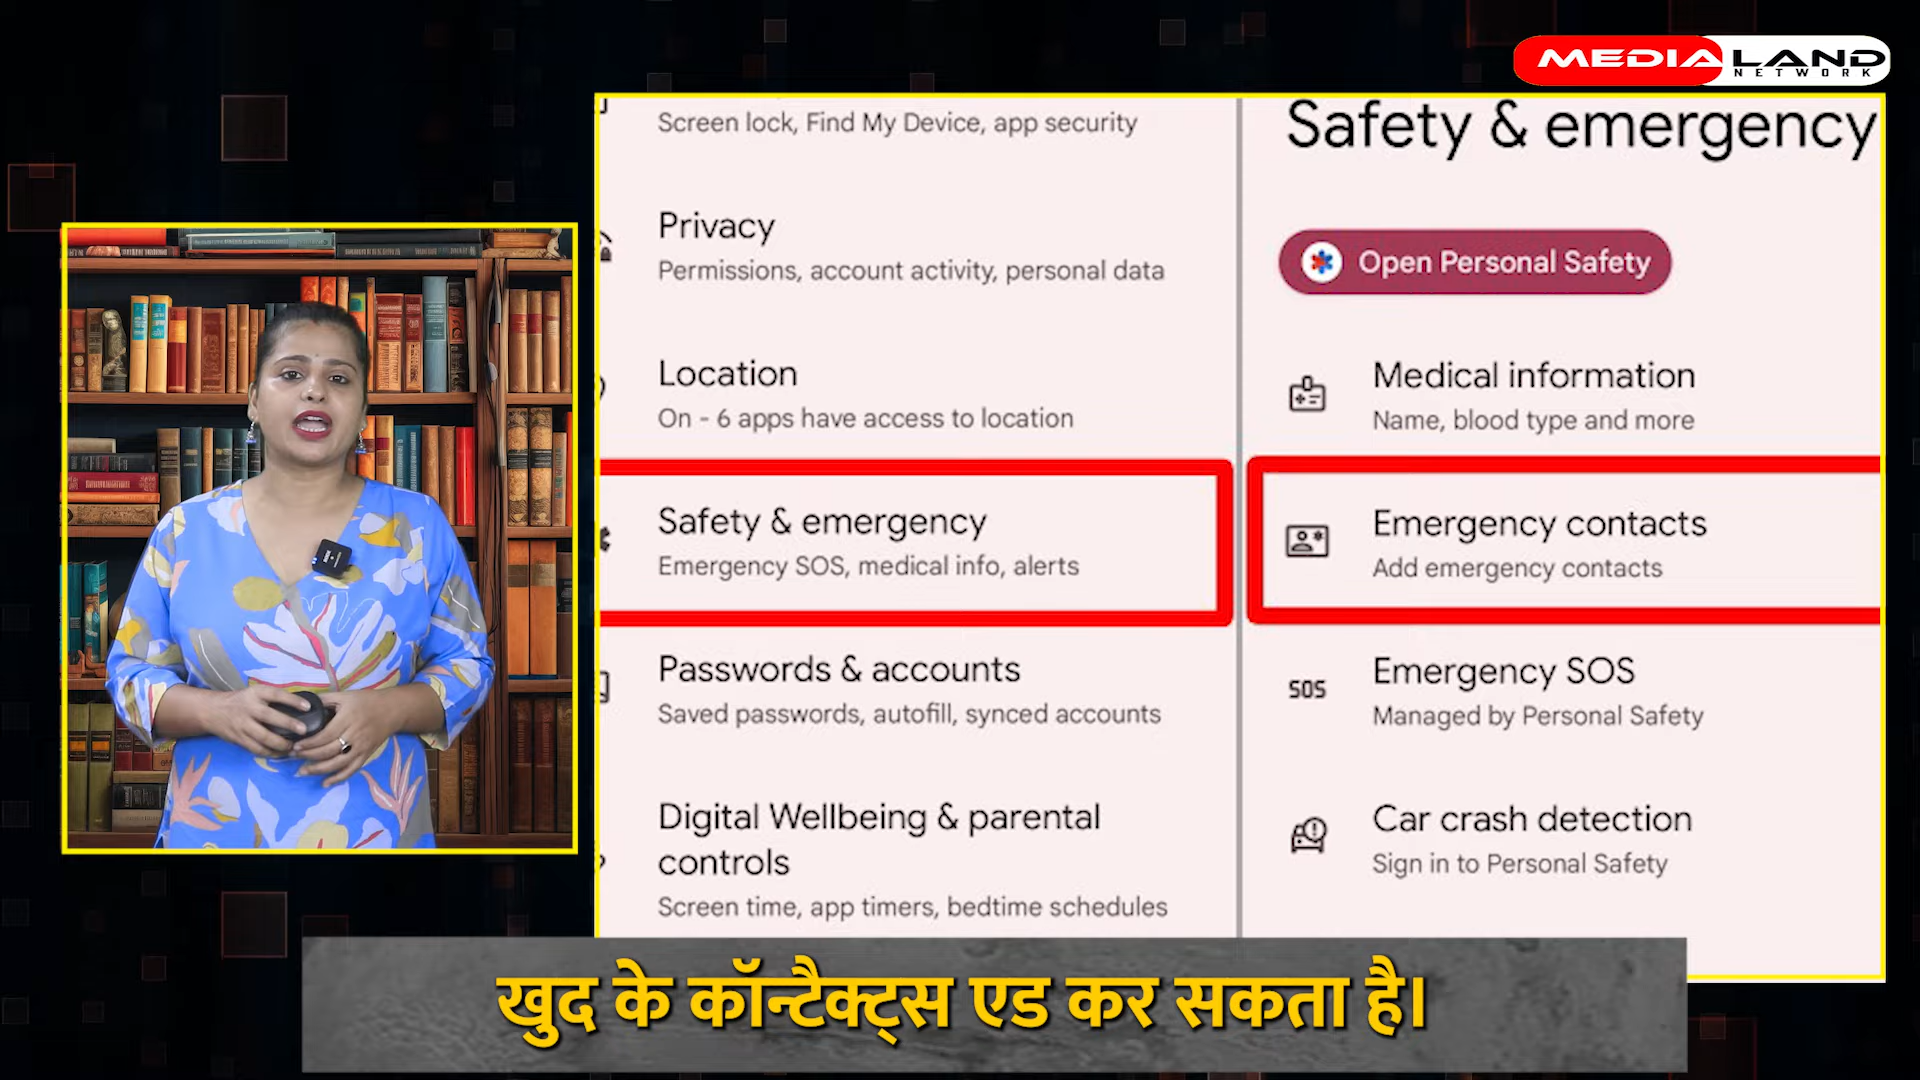 MEDIALAND
NETWORK
Screen lock, Find My Device, app security
Privacy
Permissions, account activity, personal data
Location
On - 6 apps have access to location
Safety & emergency
Emergency SOS, medical info, alerts
Passwords & accounts
Saved passwords, autofill, synced accounts
Digital Wellbeing & parental
controls
Screen time, app timers, bedtime schedules
Safety & emergency
Open Personal Safety
Medical information
Name, blood type and more
Emergency contacts
Add emergency contacts
SOS
Emergency SOS
Managed by Personal Safety
Car crash detection
Sign in to Personal Safety
खुद के कॉन्टैक्ट्स एड कर सकता है।